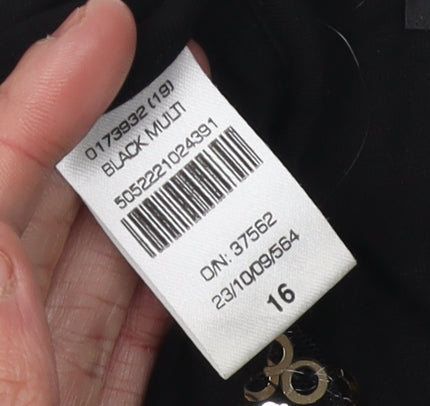 0173932 (19)
BLACK MULTI
5052221024391
O/N: 37562
23/10/09/564
16